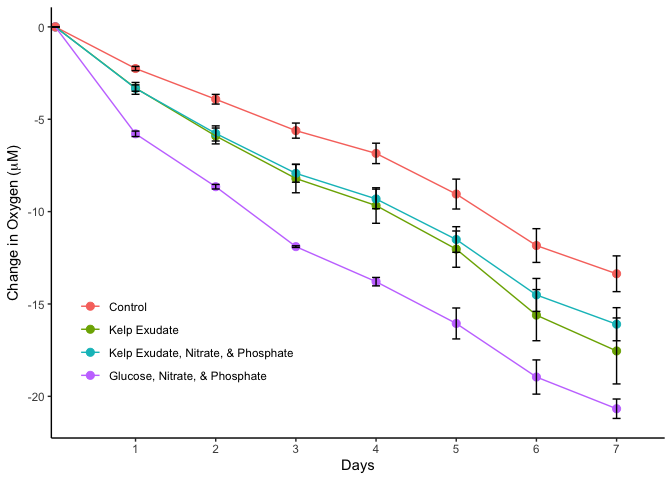 0
-5
-10
-15
-20
Change in Oxygen (μM)
Control
Kelp Exudate
Kelp Exudate, Nitrate, & Phosphate
Glucose, Nitrate, & Phosphate
1 2 3 4 5 6 7
Days